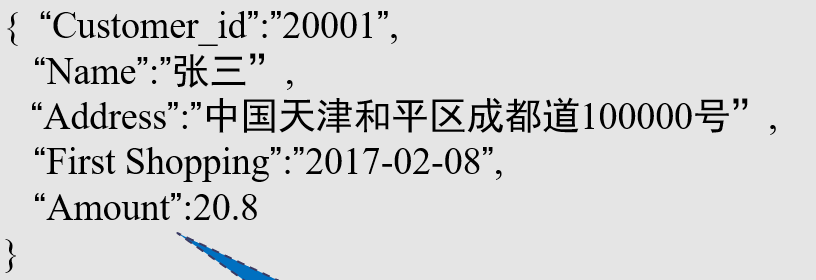 { “Customer_id”:”20001”,
“Name”:”张三” ,
“Address”:”中国天津和平区成都道100000号” ,
“First Shopping”:”2017-02-08”,
“Amount”:20.8
}